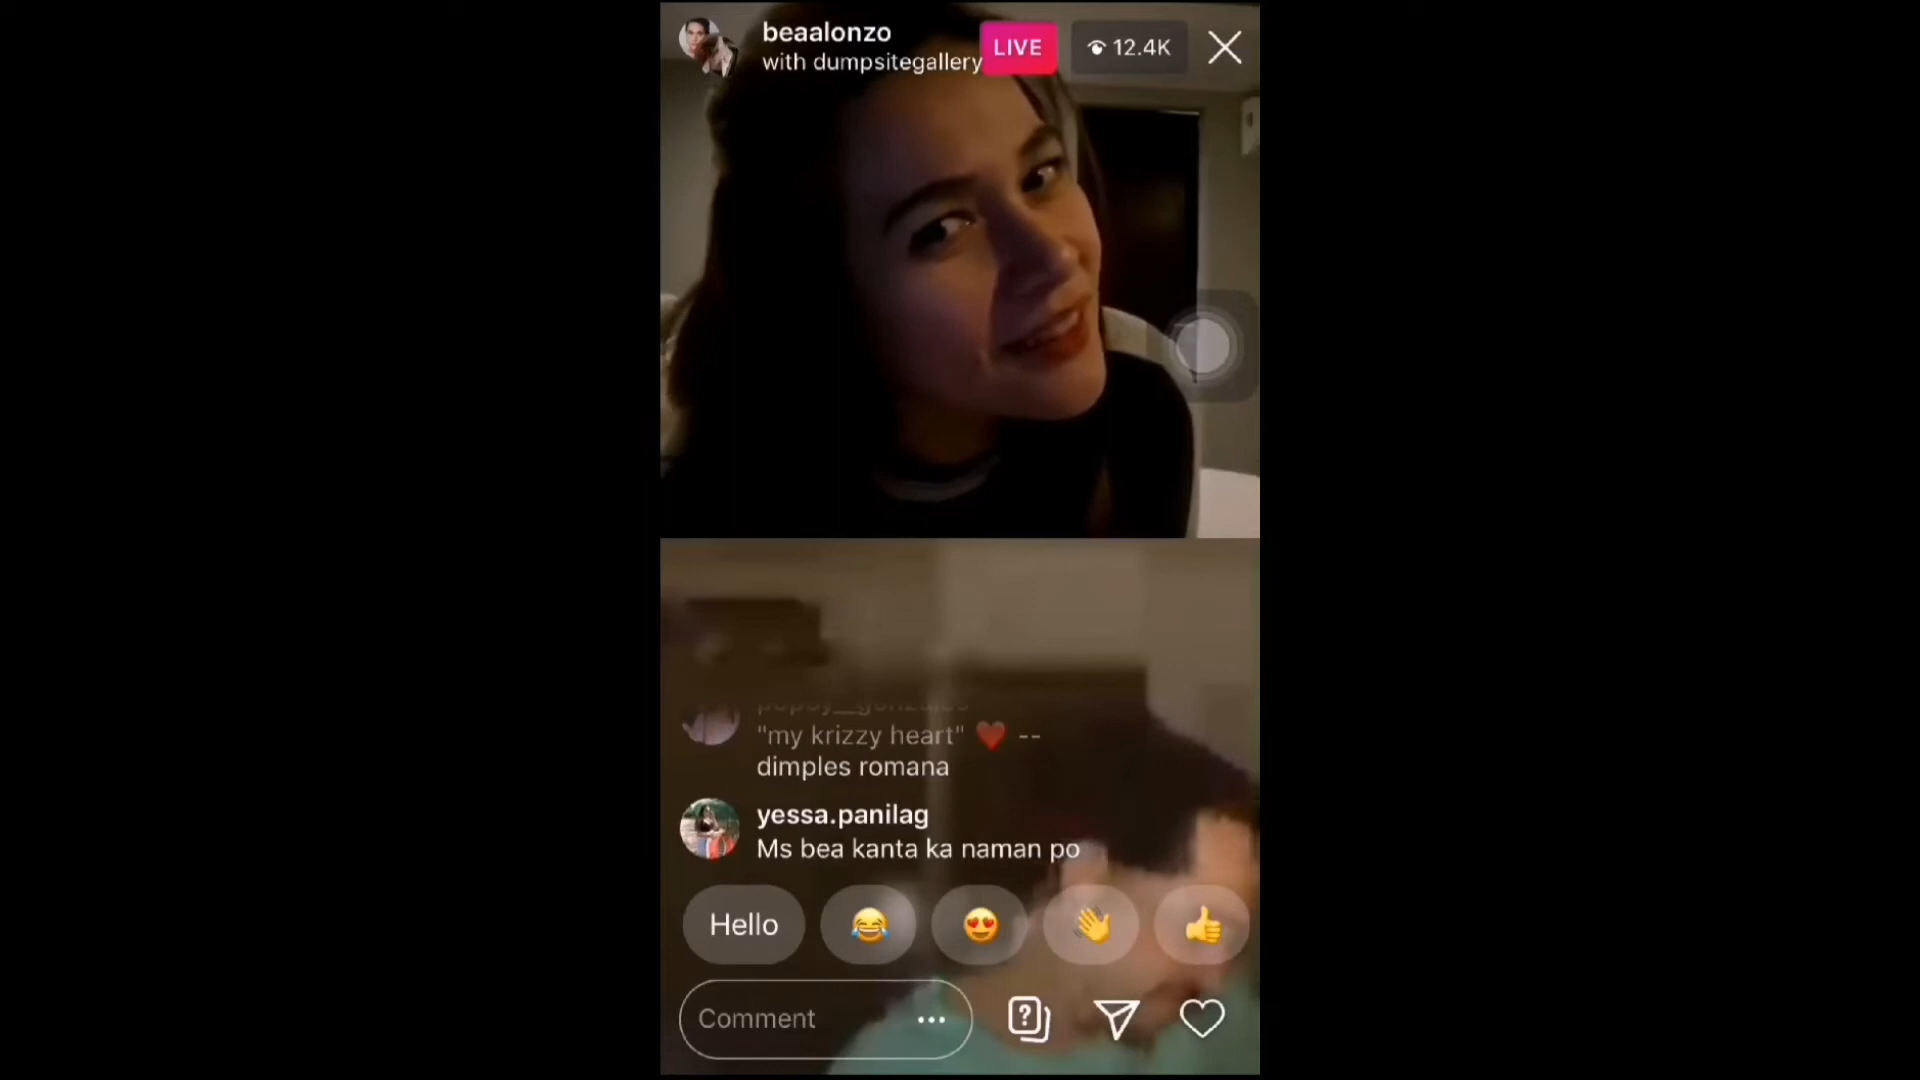 beaalonzo
with dumpsitegallery
LIVE
12.4K
"my krizzy heart" ❤️ --
dimples romana
yessa.panilag
Ms bea kanta ka naman po
Hello
Comment